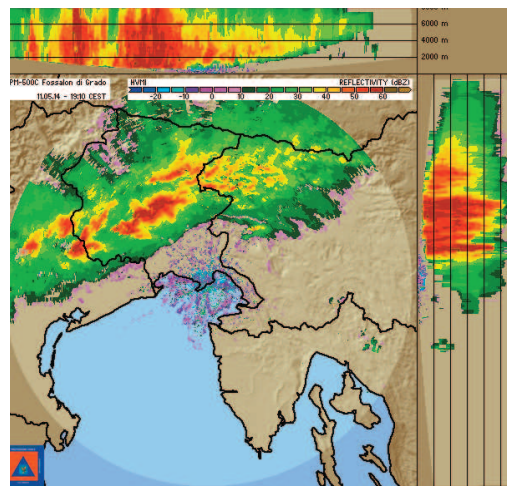 6000 m
4000 m
2000 m
PM-500C Fossalon di Grado
11.05.14 - 19:10 CEST
HVMI
REFLECTIVITY (dBZ)
-20 -10 0 10 20 30 40 50 60